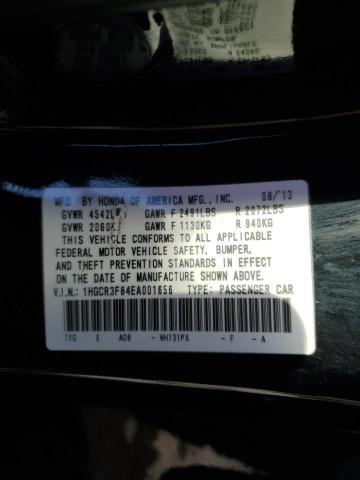 MFD. BY HONDA OF AMERICA MFG., INC. 08/13
GVWR 4542LBS GAWR F 2491LBS R 2072LBS
GVWR 2060KG GAWR F 1130KG R 940KG
THIS VEHICLE CONFORMS TO ALL APPLICABLE
FEDERAL MOTOR VEHICLE SAFETY, BUMPER,
AND THEFT PREVENTION STANDARDS IN EFFECT
ON THE DATE OF MANUFACTURE SHOWN ABOVE.
V.I.N.: 1HGCR3F84EA001656 TYPE: PASSENGER CAR
T2G E AD8 - NH731PX - F - A